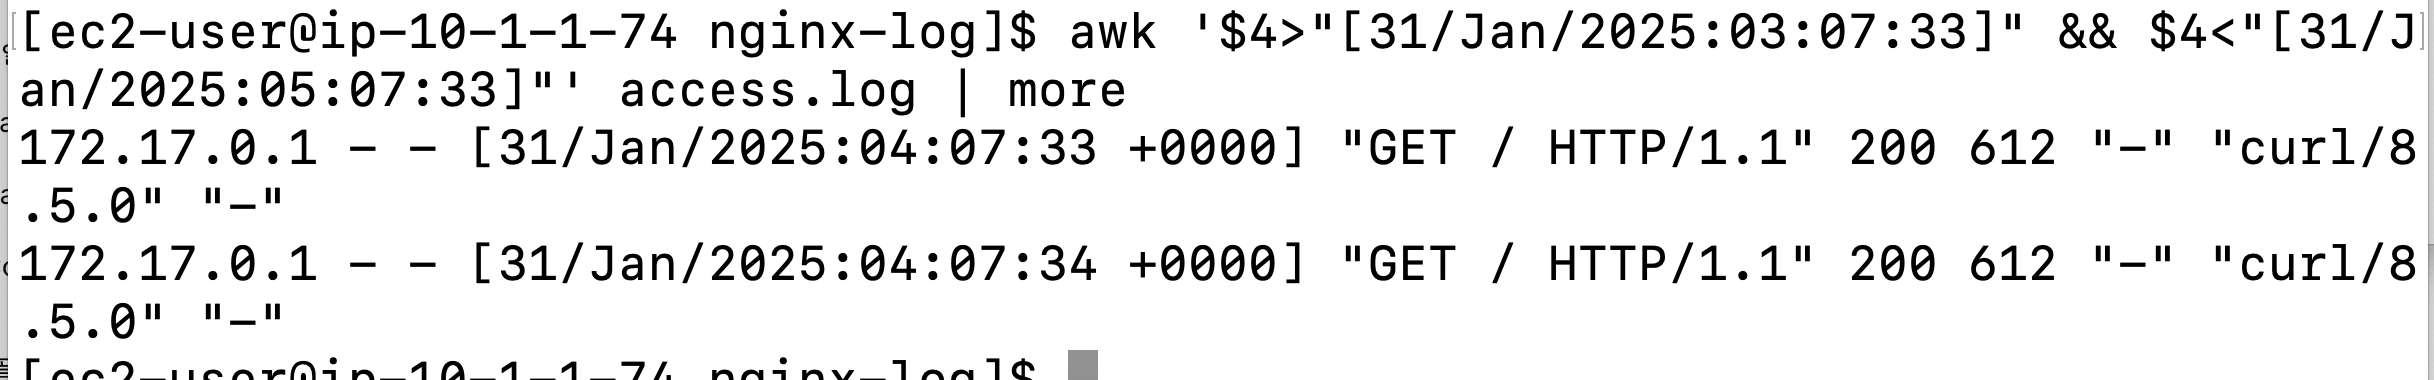 [ec2-user@ip-10-1-1-74 nginx-log]$ awk '$4>"[31/Jan/2025:03:07:33]" && $4<"[31/J
an/2025:05:07:33]"' access.log | more
172.17.0.1 - - [31/Jan/2025:04:07:33 +0000] "GET / HTTP/1.1" 200 612 "-" "curl/8
.5.0" "-"
172.17.0.1 - - [31/Jan/2025:04:07:34 +0000] "GET / HTTP/1.1" 200 612 "-" "curl/8
.5.0" "-"
[ec2-user@ip-10-1-1-74 nginx-log]$